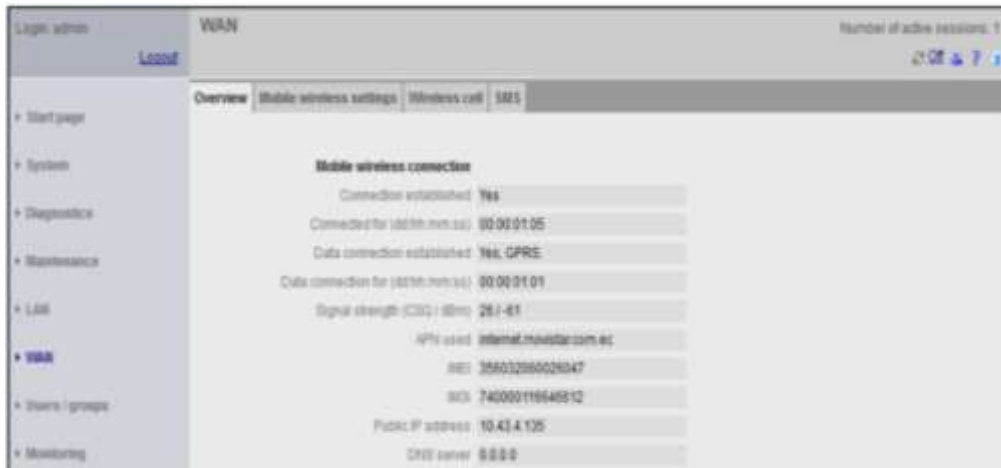 Login: admin
WAN
Number of active sessions: 1
Logout
Off ?
Overview Mobile wireless settings Wireless cell SMS
Start page
System
Diagnostics
Maintenance
LAN
WAN
Users / groups
Monitoring
Mobile wireless connection
Connection established Yes
Connected for (dd:hh:mm:ss) 00:00:01:05
Data connection established Yes, GPRS,
Data connection for (dd:hh:mm:ss) 00:00:01:01
Signal strength (CSQ / dBm) 26 / -61
APN used internet.movistar.com.ec
IMEI
IMSI
Public IP address 10.43.4.135
DNS server 0.0.0.0